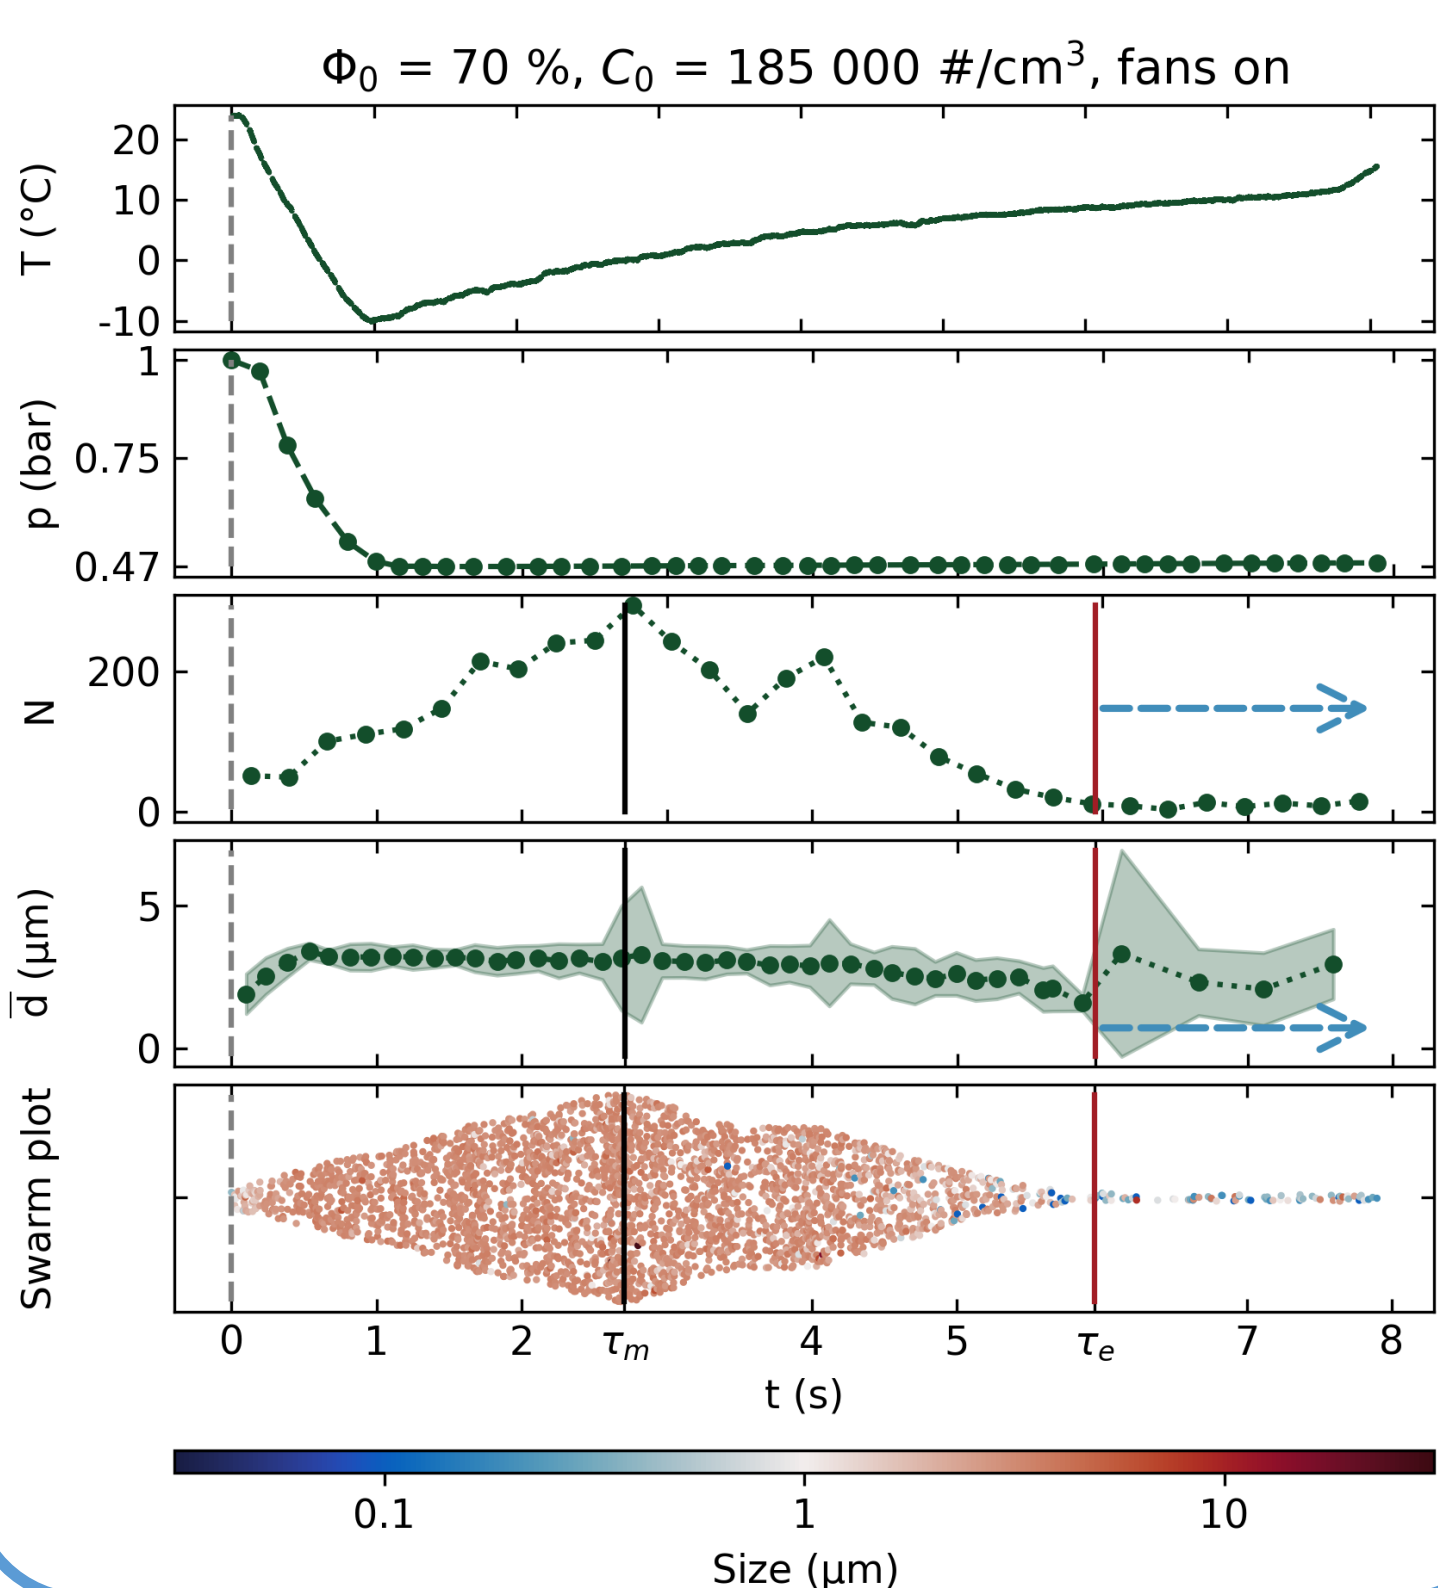 Φ₀ = 70 %, C₀ = 185 000 #/cm³, fans on
T (°C)
20
10
0
-10
p (bar)
1
0.75
0.47
N
200
0
d̅ (µm)
5
0
Swarm plot
0 1 2 τₘ 4 5 τₑ 7 8
t (s)
0.1 1 10
Size (µm)